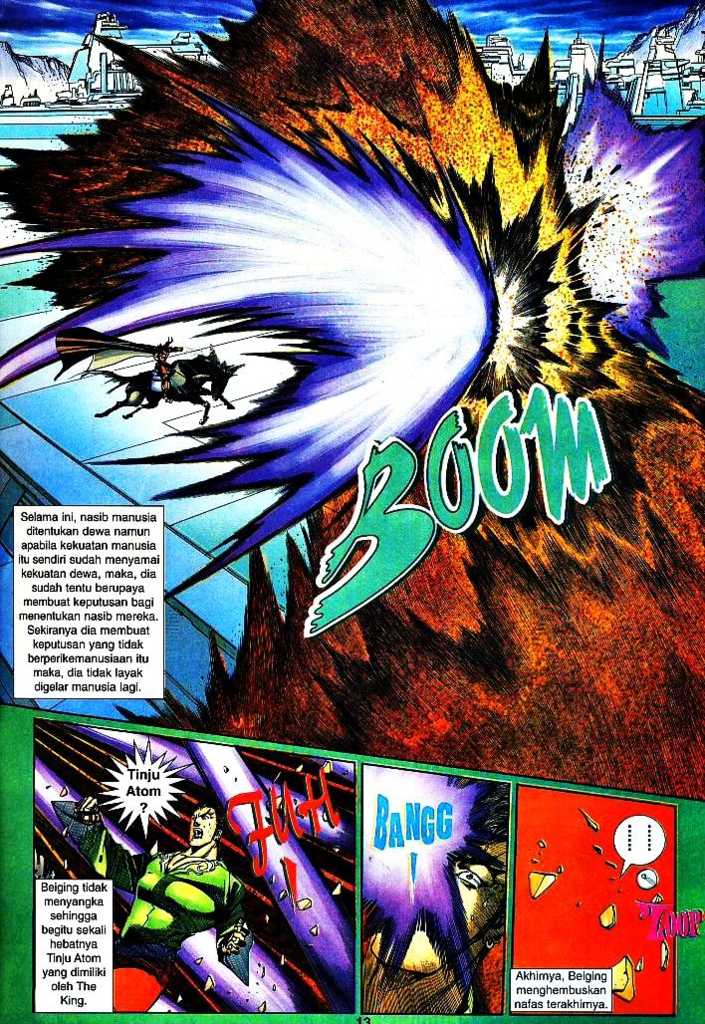 BOOM
Selama ini, nasib manusia
ditentukan dewa namun
apabila kekuatan manusia
itu sendiri sudah menyamai
kekuatan dewa, maka, dia
sudah tentu berupaya
membuat keputusan bagi
menentukan nasib mereka.
Sekiranya dia membuat
keputusan yang tidak
berperikemanusiaan itu
maka, dia tidak layak
digelar manusia lagi.
Tinju
Atom
?
FUH
!
Beiging tidak
menyangka
sehingga
begitu sekali
hebatnya
Tinju Atom
yang dimiliki
oleh The
King.
BANGG
!
!!
ZOOP
Akhirnya, Belging
menghembuskan
nafas terakhirnya.
13